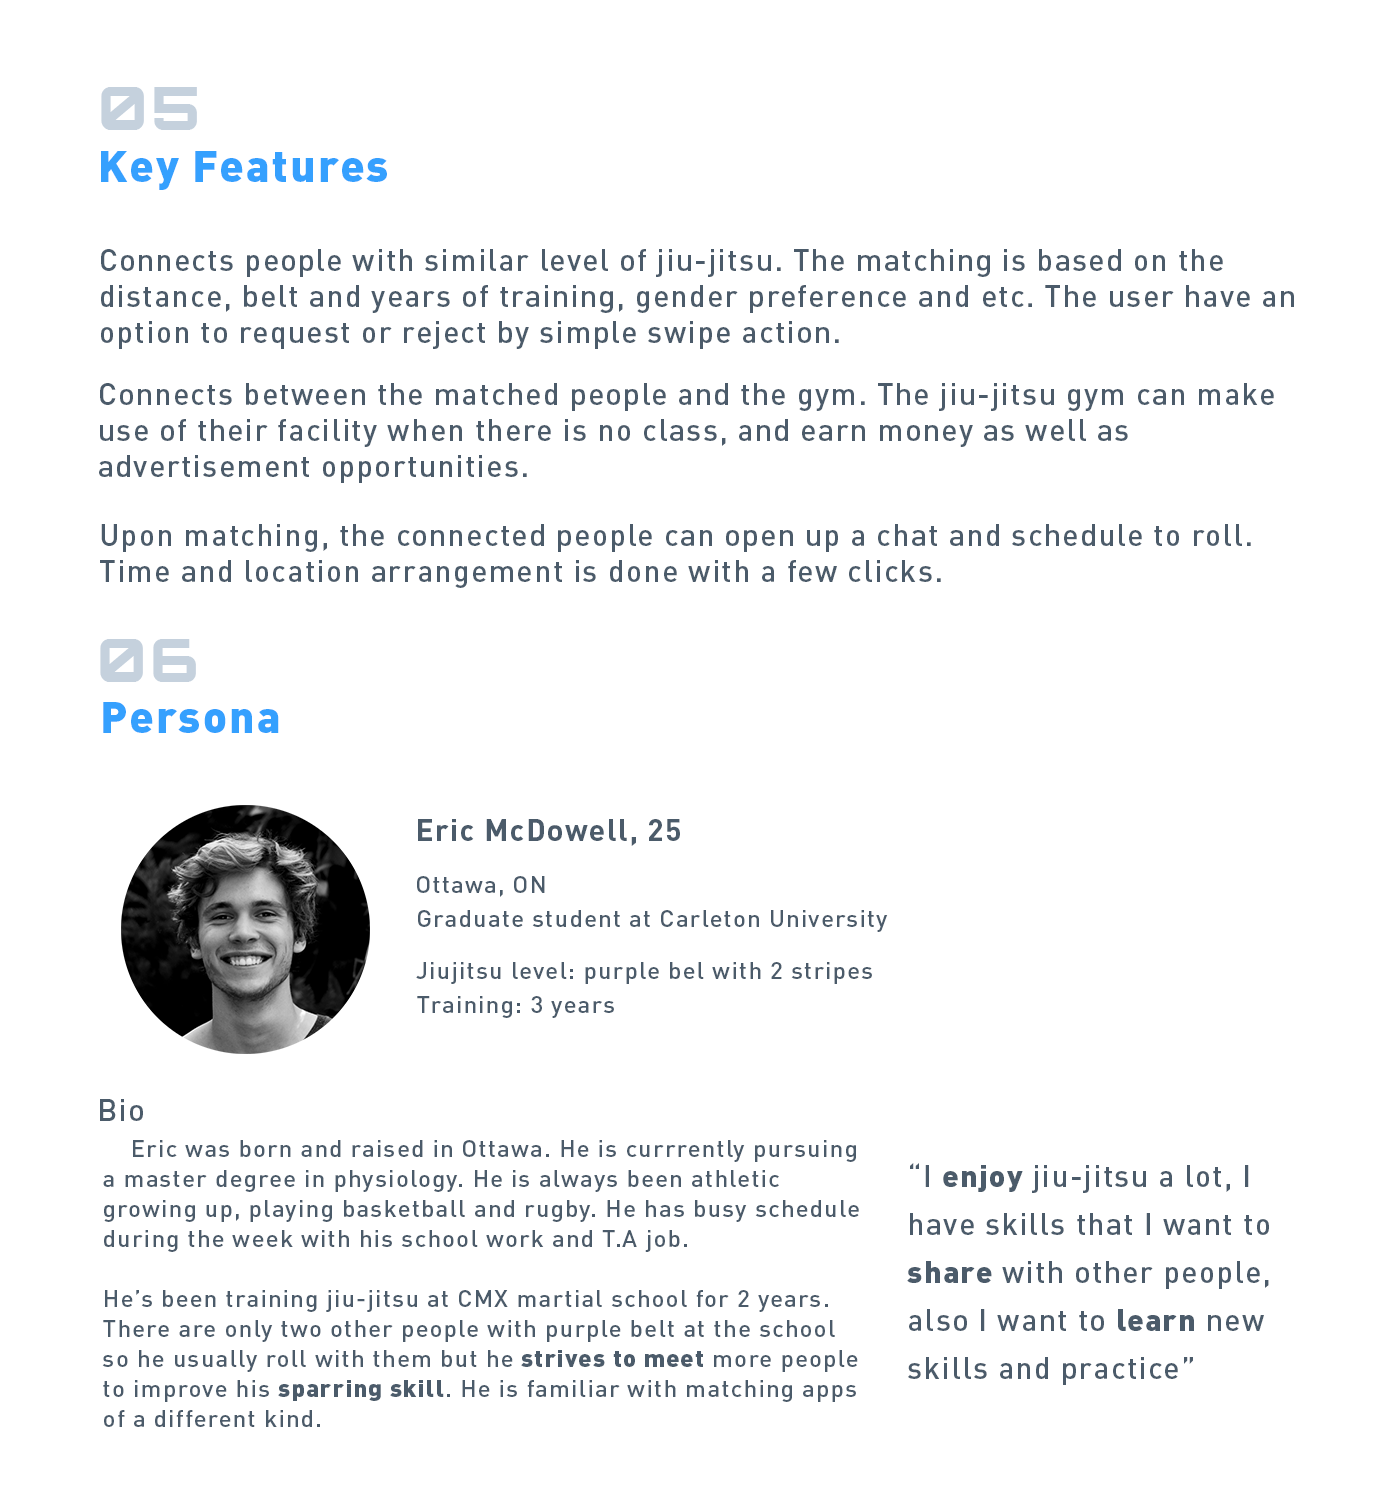 05
Key Features
Connects people with similar level of jiu-jitsu. The matching is based on the
distance, belt and years of training, gender preference and etc. The user have an
option to request or reject by simple swipe action.
Connects between the matched people and the gym. The jiu-jitsu gym can make
use of their facility when there is no class, and earn money as well as
advertisement opportunities.
Upon matching, the connected people can open up a chat and schedule to roll.
Time and location arrangement is done with a few clicks.
06
Persona
Eric McDowell, 25
Ottawa, ON
Graduate student at Carleton University
Jiujitsu level: purple bel with 2 stripes
Training: 3 years
Bio
Eric was born and raised in Ottawa. He is currrently pursuing
a master degree in physiology. He is always been athletic
growing up, playing basketball and rugby. He has busy schedule
during the week with his school work and T.A job.
He’s been training jiu-jitsu at CMX martial school for 2 years.
There are only two other people with purple belt at the school
so he usually roll with them but he strives to meet more people
to improve his sparring skill. He is familiar with matching apps
of a different kind.
“I enjoy jiu-jitsu a lot, I
have skills that I want to
share with other people,
also I want to learn new
skills and practice”